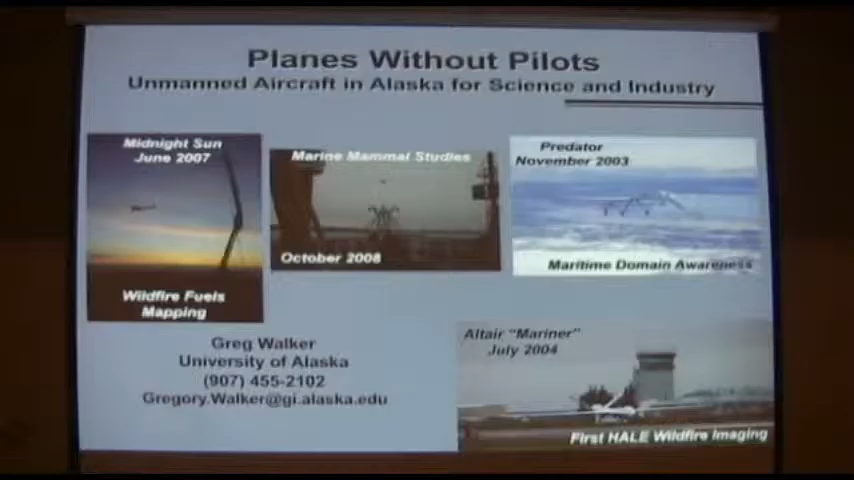 Planes Without Pilots
Unmanned Aircraft in Alaska for Science and Industry
Midnight Sun
June 2007
Wildfire Fuels
Mapping
Marine Mammal Studies
October 2008
Predator
November 2003
Maritime Domain Awareness
Greg Walker
University of Alaska
(907) 455-2102
Gregory.Walker@gi.alaska.edu
Altair "Mariner"
July 2004
First HALE Wildfire Imaging